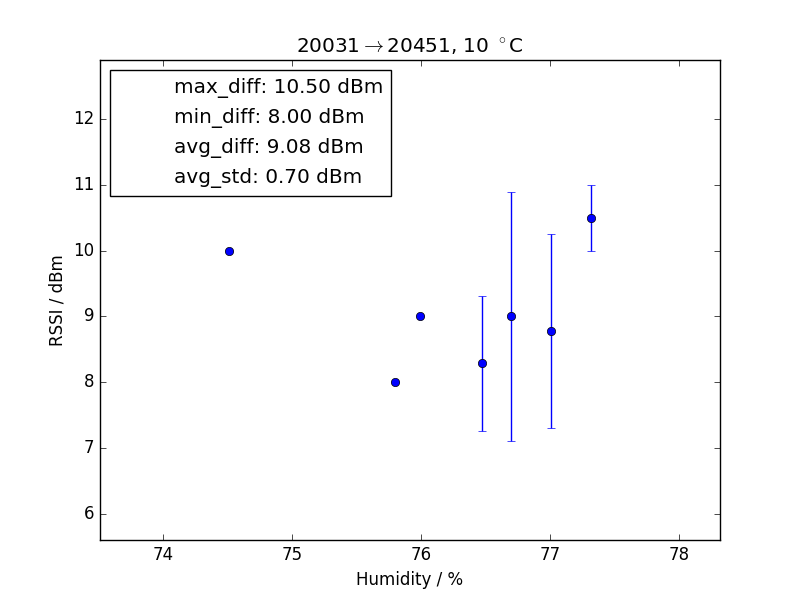 20031→20451, 10 °C
max_diff: 10.50 dBm
min_diff: 8.00 dBm
avg_diff: 9.08 dBm
avg_std: 0.70 dBm
12
11
10
9
8
7
6
RSSI / dBm
74 75 76 77 78
Humidity / %